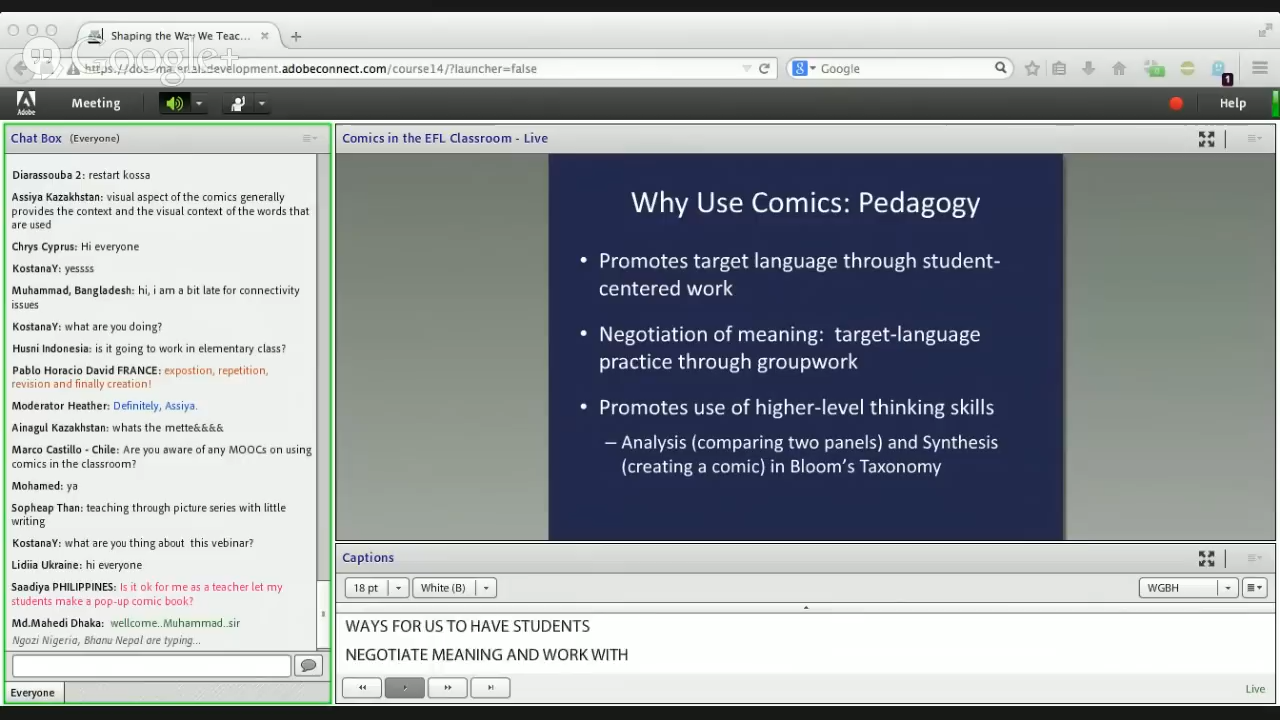 Shaping the Way We Teac...
Google+
https://dos-materialsdevelopment.adobeconnect.com/course14/?launcher=false
Google
1
Adobe
Meeting
Help
Chat Box (Everyone)
Diarassouba 2: restart kossa
Assiya Kazakhstan: visual aspect of the comics generally
provides the context and the visual context of the words that
are used
Chrys Cyprus: Hi everyone
KostanaY: yessss
Muhammad, Bangladesh: hi, i am a bit late for connectivity
issues
KostanaY: what are you doing?
Husni Indonesia: is it going to work in elementary class?
Pablo Horacio David FRANCE: expostion, repetition,
revision and finally creation!
Moderator Heather: Definitely, Assiya.
Ainagul Kazakhstan: whats the mette&&&&
Marco Castillo - Chile: Are you aware of any MOOCs on using
comics in the classroom?
Mohamed: ya
Sopheap Than: teaching through picture series with little
writing
KostanaY: what are you thing about this vebinar?
Lidiia Ukraine: hi everyone
Saadiya PHILIPPINES: Is it ok for me as a teacher let my
students make a pop-up comic book?
Md.Mahedi Dhaka: wellcome..Muhammad..sir
Ngozi Nigeria, Bhanu Nepal are typing...
Everyone
Comics in the EFL Classroom - Live
Why Use Comics: Pedagogy
• Promotes target language through student-
centered work
• Negotiation of meaning: target-language
practice through groupwork
• Promotes use of higher-level thinking skills
– Analysis (comparing two panels) and Synthesis
(creating a comic) in Bloom's Taxonomy
Captions
18 pt
White (B)
WGBH
WAYS FOR US TO HAVE STUDENTS
NEGOTIATE MEANING AND WORK WITH
Live